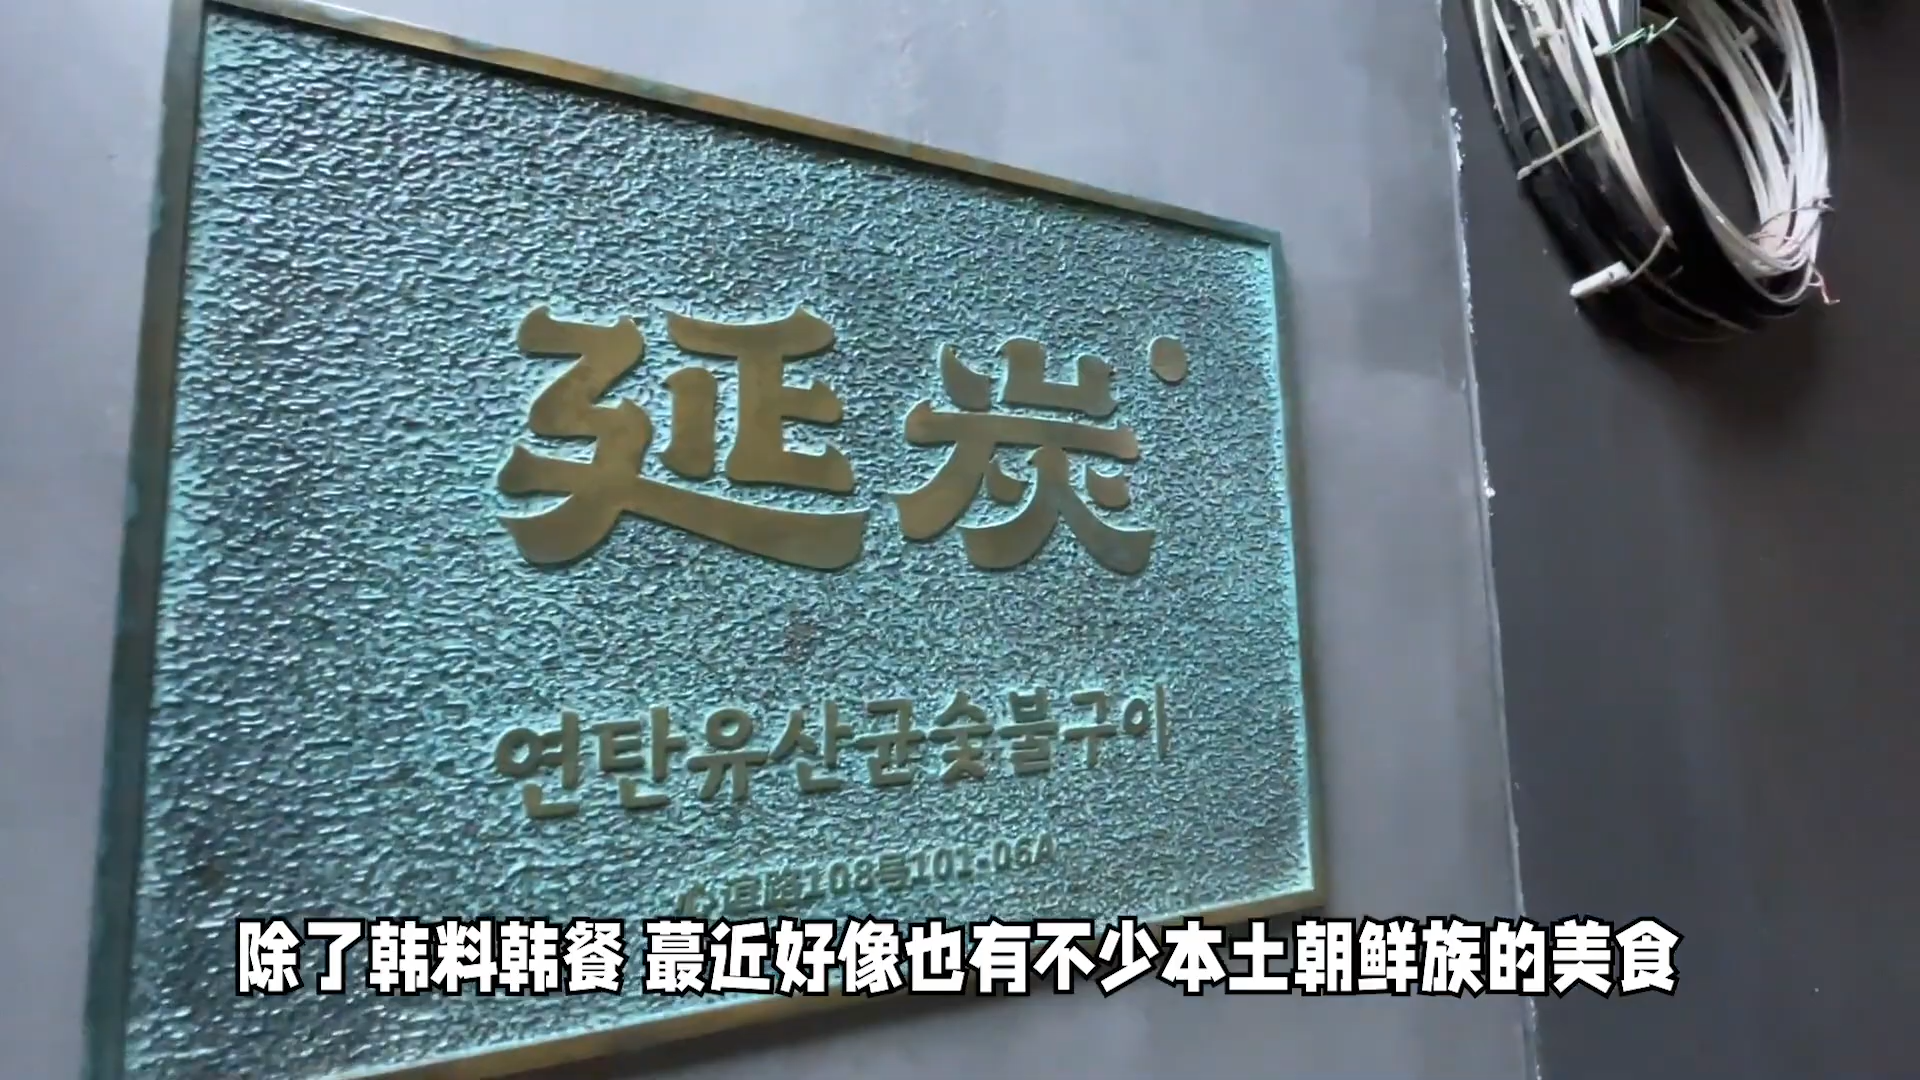 延炭
연탄유산균숯불구이
心道路108号101-06A
除了韩料韩餐 蕞近好像也有不少本土朝鲜族的美食